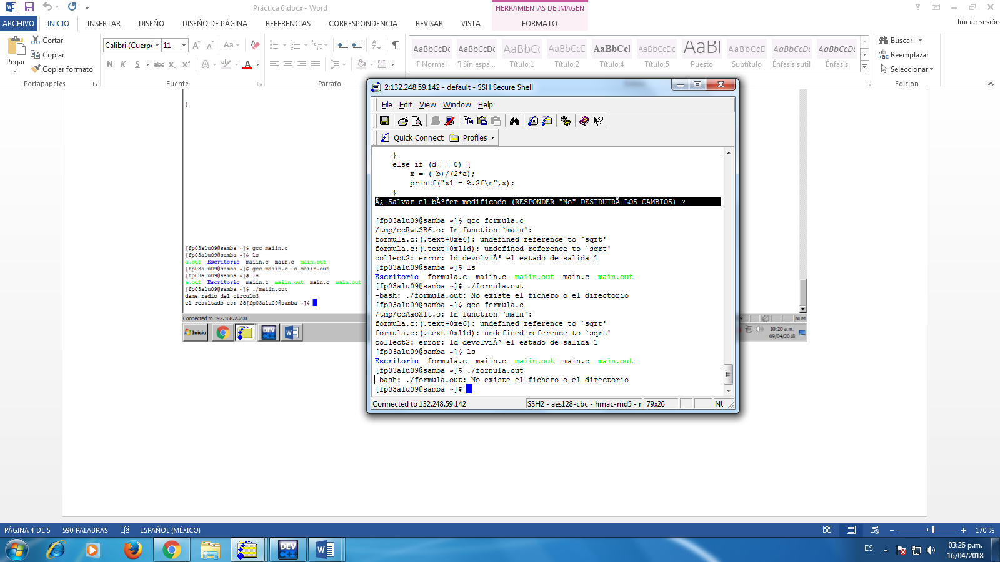 Práctica 6.docx - Word
HERRAMIENTAS DE IMAGEN
?
ARCHIVO INICIO INSERTAR DISEÑO DISEÑO DE PÁGINA REFERENCIAS CORRESPONDENCIA REVISAR VISTA FORMATO
Iniciar sesión
Pegar
Cortar
Copiar
Copiar formato
Portapapeles
Calibri (Cuerpo
11
Aa
N K S abc x₂ x²
Fuente
Párrafo
AaBbCcDc AaBbCcDc AaBbCc AaBbCcD AaBbCcl AaBbCcDc AaBl AaBbCcD AaBbCcDc AaBbCcDc
¶ Normal ¶ Sin espa... Título 1 Título 2 Título 4 Título 5 Puesto Subtítulo Énfasis sutil Énfasis
Buscar
Reemplazar
Seleccionar
Edición
}
[fp03alu09@samba ~]$ gcc maiin.c
[fp03alu09@samba ~]$ ls
a.out Escritorio maiin.c main.c main.out
[fp03alu09@samba ~]$ gcc maiin.c -o maiin.out
[fp03alu09@samba ~]$ ls
a.out Escritorio maiin.c maiin.out main.c main.out
[fp03alu09@samba ~]$ ./maiin.out
dame radio del circulo3
el resultado es: 28[fp03alu09@samba ~]$
Connected to 192.168.2.200
NUM
Inicio
DEV C++
10:20 a.m.
09/04/2018
2:132.248.59.142 - default - SSH Secure Shell
File Edit View Window Help
Quick Connect Profiles
}
else if (d == 0) {
x = (-b)/(2*a);
printf("x1 = %.2f\n",x);
}
Â¿ Salvar el bÃºfer modificado (RESPONDER "No" DESTRUIRÃ LOS CAMBIOS) ?
[fp03alu09@samba ~]$ gcc formula.c
/tmp/ccRwt3B6.o: In function `main':
formula.c:(.text+0xe6): undefined reference to `sqrt'
formula.c:(.text+0x11d): undefined reference to `sqrt'
collect2: error: ld devolviÃ³ el estado de salida 1
[fp03alu09@samba ~]$ ls
Escritorio formula.c maiin.c maiin.out main.c main.out
[fp03alu09@samba ~]$ ./formula.out
-bash: ./formula.out: No existe el fichero o el directorio
[fp03alu09@samba ~]$ gcc formula.c
/tmp/ccAaoXIt.o: In function `main':
formula.c:(.text+0xe6): undefined reference to `sqrt'
formula.c:(.text+0x11d): undefined reference to `sqrt'
collect2: error: ld devolviÃ³ el estado de salida 1
[fp03alu09@samba ~]$ ls
Escritorio formula.c maiin.c maiin.out main.c main.out
[fp03alu09@samba ~]$ ./formula.out
-bash: ./formula.out: No existe el fichero o el directorio
[fp03alu09@samba ~]$
Connected to 132.248.59.142
SSH2 - aes128-cbc - hmac-md5 - r
79x26
PÁGINA 4 DE 5 590 PALABRAS ESPAÑOL (MÉXICO)
170 %
DEV C++
ES
03:26 p.m.
16/04/2018